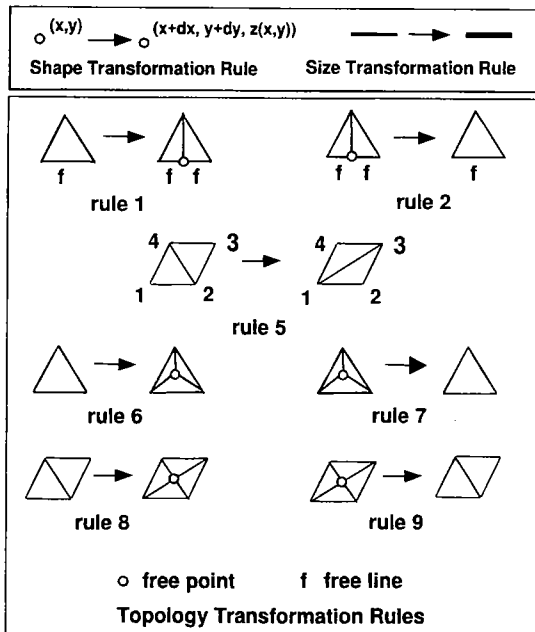 (x,y) (x+dx, y+dy, z(x,y))
Shape Transformation Rule Size Transformation Rule
f f f f f f
rule 1 rule 2
4 3 4 3
1 2 1 2
rule 5
rule 6 rule 7
rule 8 rule 9
free point f free line
Topology Transformation Rules